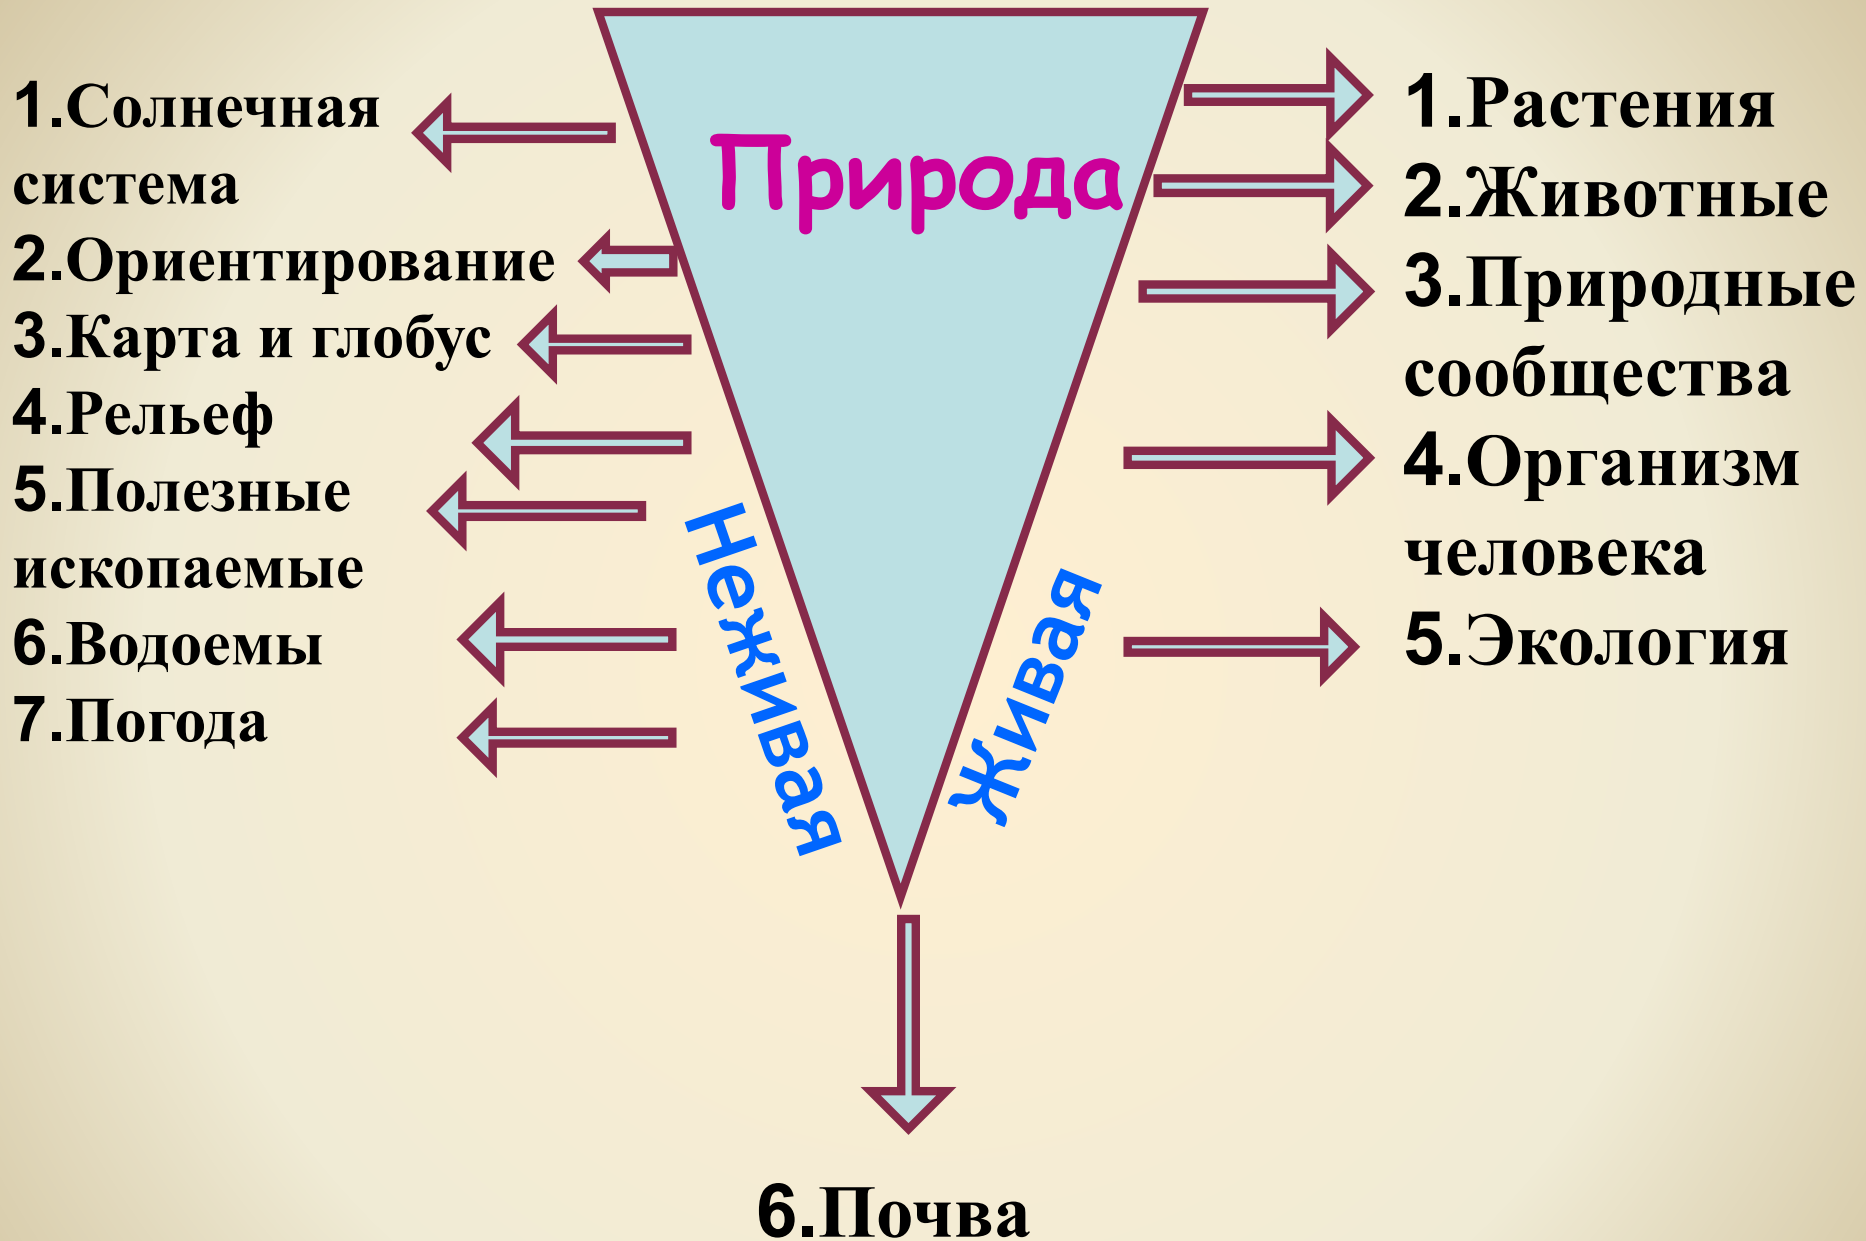 Природа
1.Солнечная
система
2.Ориентирование
3.Карта и глобус
4.Рельеф
5.Полезные
ископаемые
6.Водоемы
7.Погода
Неживая
Живая
1.Растения
2.Животные
3.Природные
сообщества
4.Организм
человека
5.Экология
6.Почва